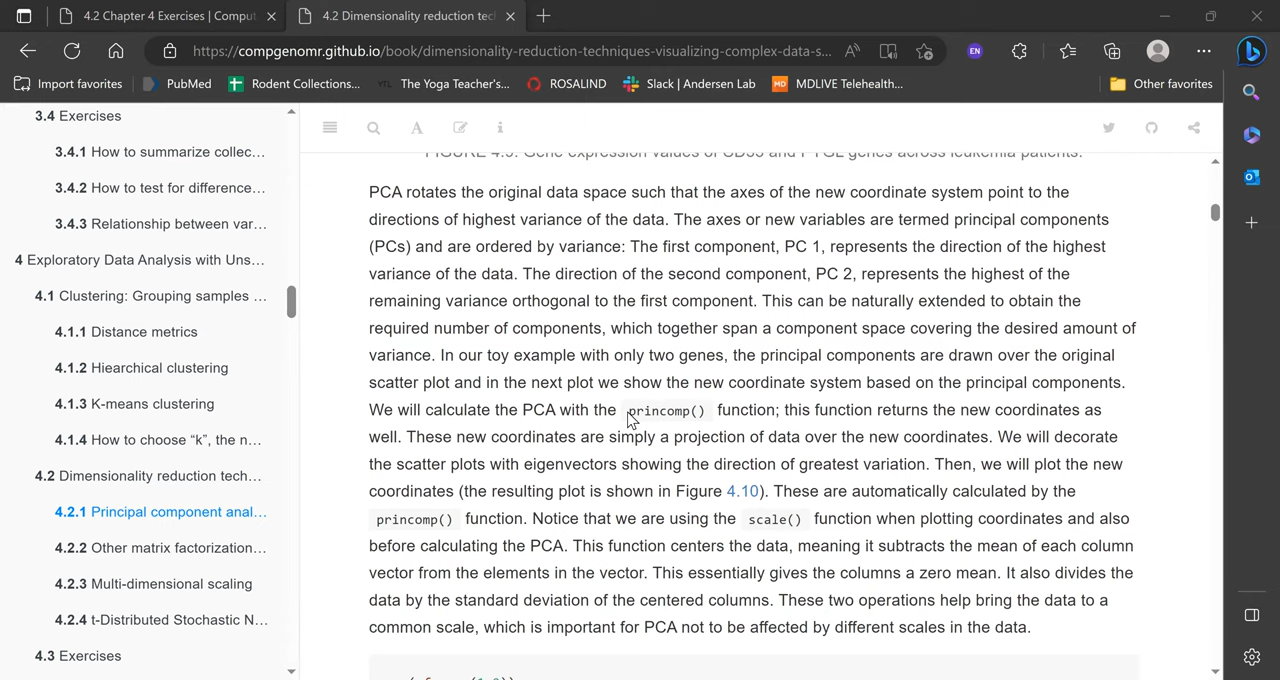 4.2 Chapter 4 Exercises | Comput
4.2 Dimensionality reduction tec
https://compgenomr.github.io/book/dimensionality-reduction-techniques-visualizing-complex-data-s...
EN
Import favorites
PubMed
Rodent Collections...
YTL
The Yoga Teacher's...
ROSALIND
Slack | Andersen Lab
MD
MDLIVE Telehealth...
Other favorites
3.4 Exercises
3.4.1 How to summarize collec...
3.4.2 How to test for difference...
3.4.3 Relationship between var...
4 Exploratory Data Analysis with Uns...
4.1 Clustering: Grouping samples ...
4.1.1 Distance metrics
4.1.2 Hiearchical clustering
4.1.3 K-means clustering
4.1.4 How to choose “k”, the n...
4.2 Dimensionality reduction tech...
4.2.1 Principal component anal...
4.2.2 Other matrix factorization...
4.2.3 Multi-dimensional scaling
4.2.4 t-Distributed Stochastic N...
4.3 Exercises
FIGURE 4.9: Gene expression values of CD33 and PYGL genes across leukemia patients.
PCA rotates the original data space such that the axes of the new coordinate system point to the
directions of highest variance of the data. The axes or new variables are termed principal components
(PCs) and are ordered by variance: The first component, PC 1, represents the direction of the highest
variance of the data. The direction of the second component, PC 2, represents the highest of the
remaining variance orthogonal to the first component. This can be naturally extended to obtain the
required number of components, which together span a component space covering the desired amount of
variance. In our toy example with only two genes, the principal components are drawn over the original
scatter plot and in the next plot we show the new coordinate system based on the principal components.
We will calculate the PCA with the princomp() function; this function returns the new coordinates as
well. These new coordinates are simply a projection of data over the new coordinates. We will decorate
the scatter plots with eigenvectors showing the direction of greatest variation. Then, we will plot the new
coordinates (the resulting plot is shown in Figure 4.10). These are automatically calculated by the
princomp() function. Notice that we are using the scale() function when plotting coordinates and also
before calculating the PCA. This function centers the data, meaning it subtracts the mean of each column
vector from the elements in the vector. This essentially gives the columns a zero mean. It also divides the
data by the standard deviation of the centered columns. These two operations help bring the data to a
common scale, which is important for PCA not to be affected by different scales in the data.